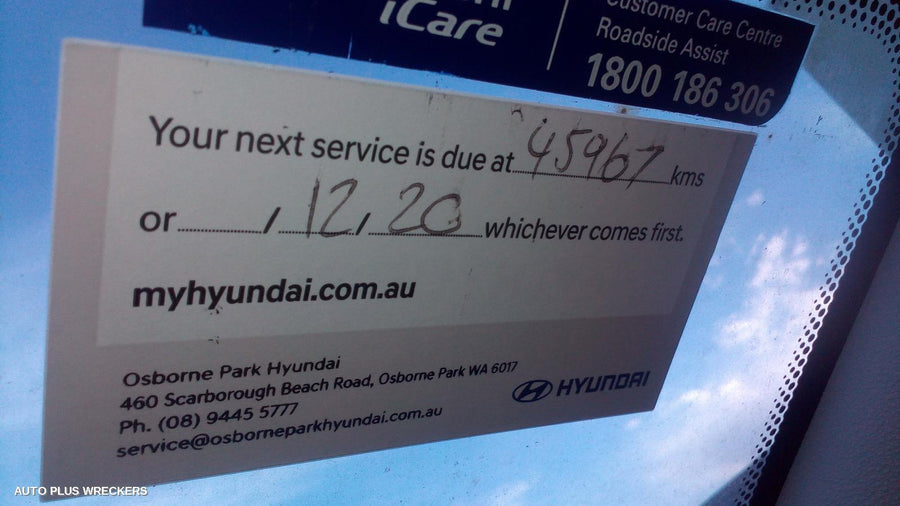 iCare
Customer Care Centre
Roadside Assist
1800 186 306
Your next service is due at 45967 kms
or ............/ 12 / 20 whichever comes first.
myhyundai.com.au
Osborne Park Hyundai
460 Scarborough Beach Road, Osborne Park WA 6017
Ph. (08) 9445 5777
service@osborneparkhyundai.com.au
HYUNDAI
AUTO PLUS WRECKERS